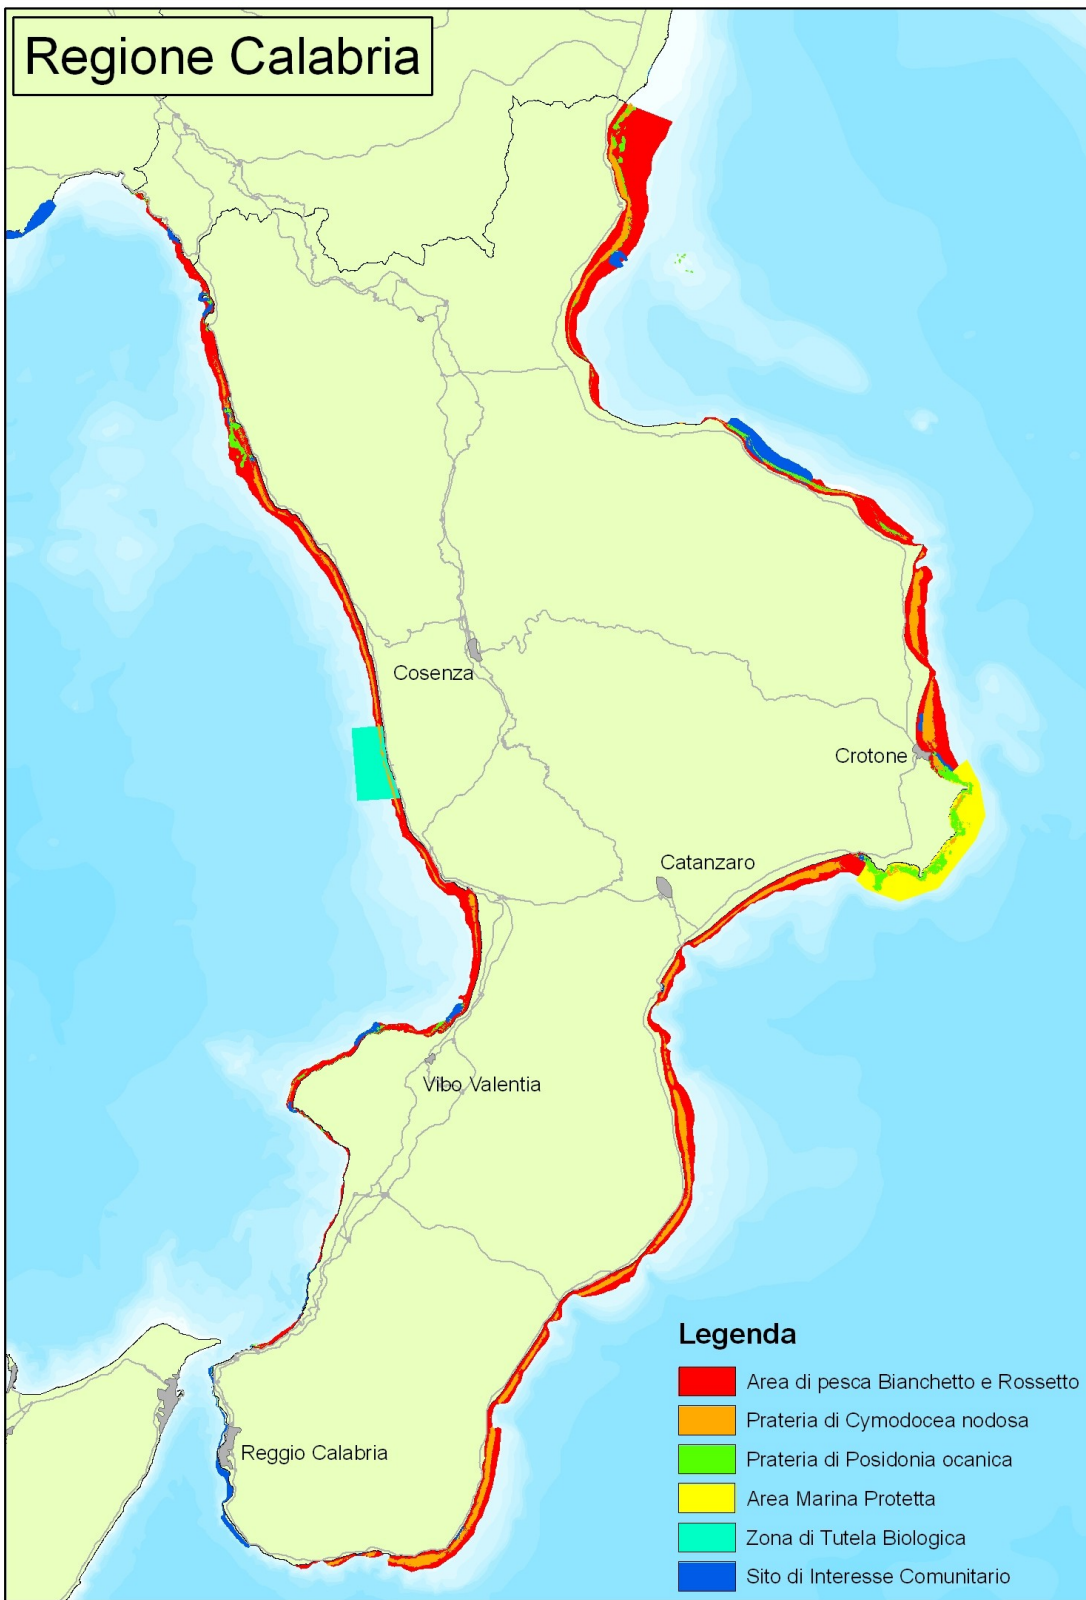 Regione Calabria
Cosenza
Crotone
Catanzaro
Vibo Valentia
Reggio Calabria
Legenda
Area di pesca Bianchetto e Rossetto
Prateria di Cymodocea nodosa
Prateria di Posidonia ocanica
Area Marina Protetta
Zona di Tutela Biologica
Sito di Interesse Comunitario